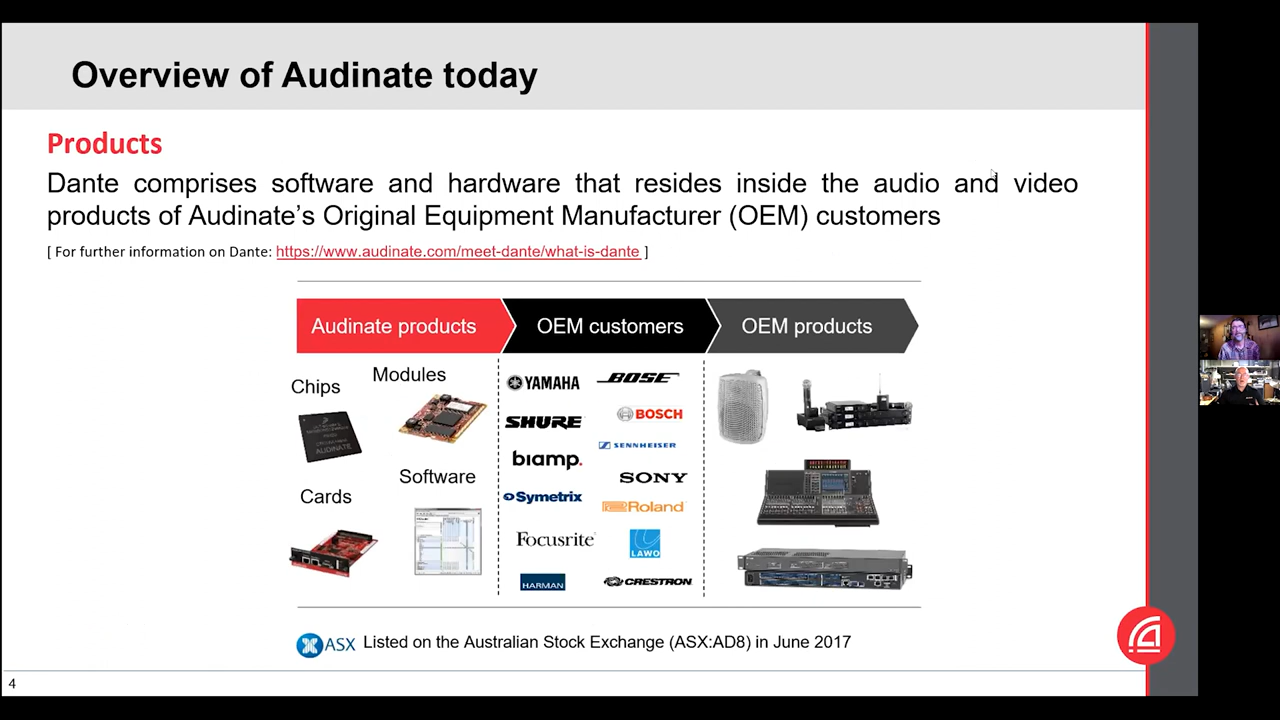 Overview of Audinate today
Products
Dante comprises software and hardware that resides inside the audio and video
products of Audinate's Original Equipment Manufacturer (OEM) customers
[ For further information on Dante: https://www.audinate.com/meet-dante/what-is-dante ]
Audinate products
OEM customers
OEM products
Chips
Modules
AUDINATE
Cards
Software
YAMAHA
BOSE
SHURE
BOSCH
biamp.
SENNHEISER
SONY
Symetrix
Roland
Focusrite
LAWO
HARMAN
CRESTRON
ASX Listed on the Australian Stock Exchange (ASX:AD8) in June 2017
4